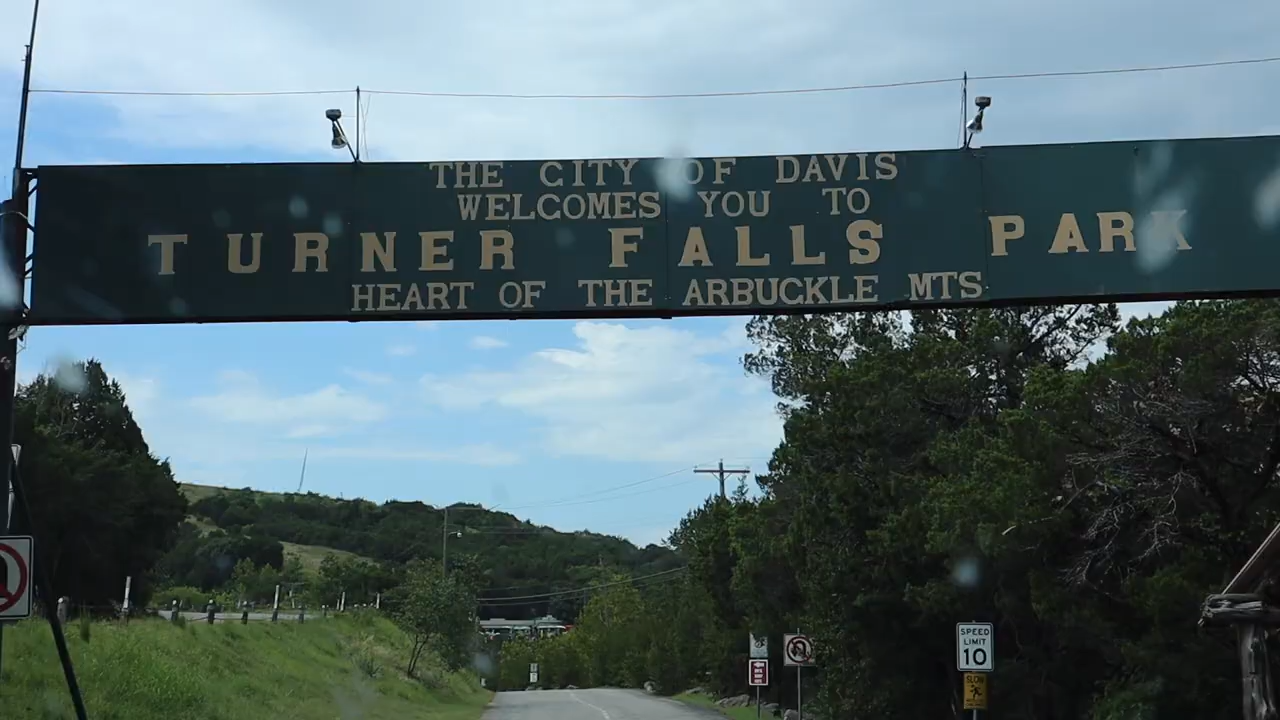 THE CITY OF DAVIS
WELCOMES YOU TO
TURNER FALLS PARK
HEART OF THE ARBUCKLE MTS
SPEED
LIMIT
10
SLOW